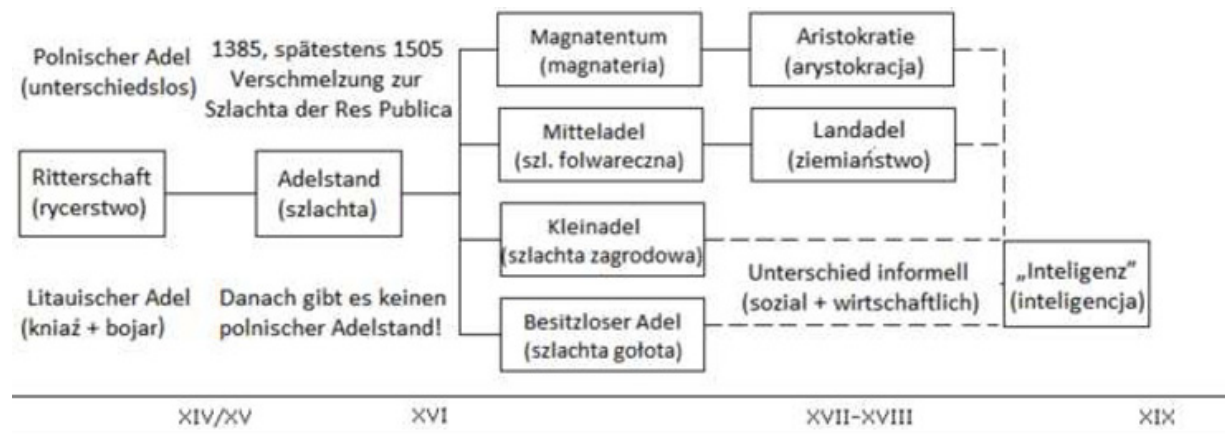 Polnischer Adel
(unterschiedslos)
1385, spätestens 1505
Verschmelzung zur
Szlachta der Res Publica
Magnatentum
(magnateria)
Aristokratie
(arystokracja)
Mitteladel
(szl. folwareczna)
Landadel
(ziemiaństwo)
Ritterschaft
(rycerstwo)
Adelstand
(szlachta)
Kleinadel
(szlachta zagrodowa)
Litauischer Adel
(kniaź + bojar)
Danach gibt es keinen
polnischer Adelstand!
Besitzloser Adel
(szlachta gołota)
Unterschied informell
(sozial + wirtschaftlich)
„Inteligenz"
(inteligencja)
XIV/XV
XVI
XVII-XVIII
XIX